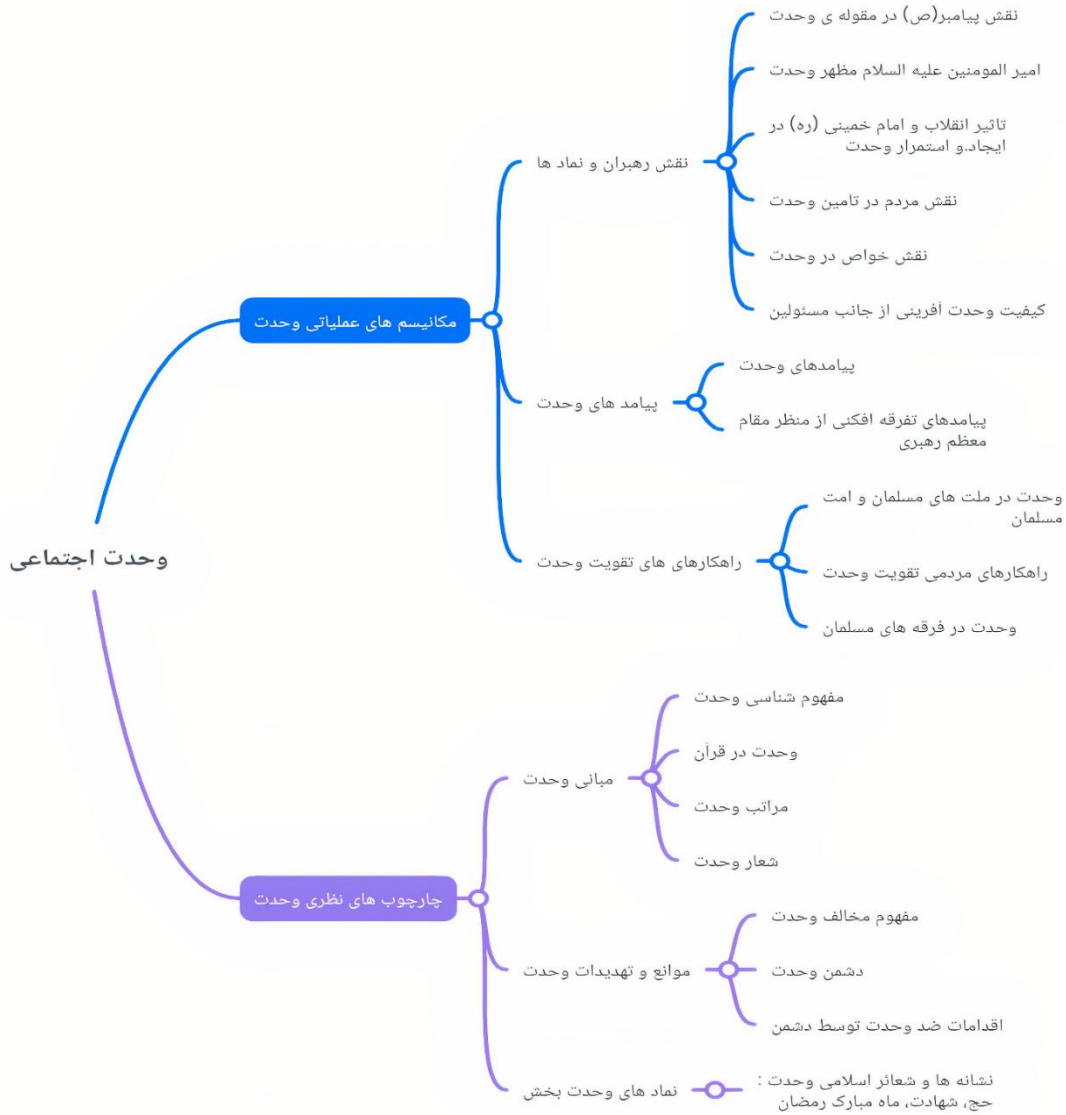 وحدت اجتماعی
مکانیسم های عملیاتی وحدت
نقش رهبران و نماد ها
نقش پیامبر(ص) در مقوله ی وحدت
امیر المومنین علیه السلام مظهر وحدت
تاثیر انقلاب و امام خمینی (ره) در
ایجاد.و استمرار وحدت
نقش مردم در تامین وحدت
نقش خواص در وحدت
کیفیت وحدت آفرینی از جانب مسئولین
پیامد های وحدت
پیامدهای وحدت
پیامدهای تفرقه افکنی از منظر مقام
معظم رهبری
راهکارهای های تقویت وحدت
وحدت در ملت های مسلمان و امت
مسلمان
راهکارهای مردمی تقویت وحدت
وحدت در فرقه های مسلمان
چارچوب های نظری وحدت
مبانی وحدت
مفهوم شناسی وحدت
وحدت در قرآن
مراتب وحدت
شعار وحدت
موانع و تهدیدات وحدت
مفهوم مخالف وحدت
دشمن وحدت
اقدامات ضد وحدت توسط دشمن
نماد های وحدت بخش
نشانه ها و شعائر اسلامی وحدت :
حج، شهادت، ماه مبارک رمضان